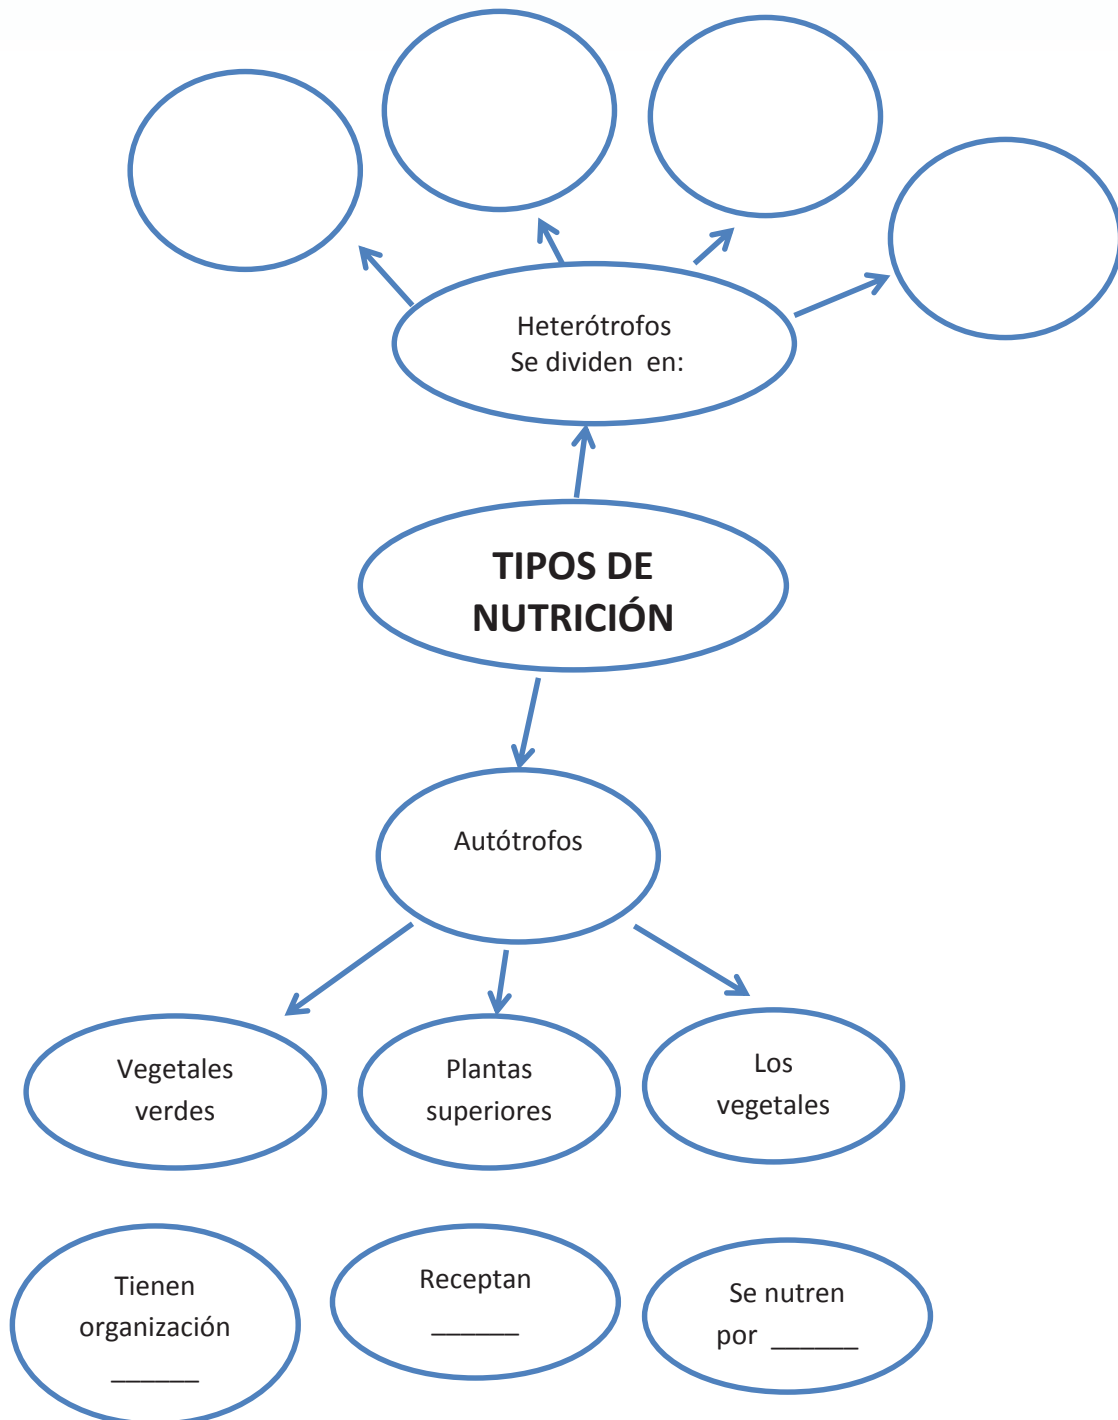 Heterótrofos
Se dividen en:
TIPOS DE
NUTRICIÓN
Autótrofos
Vegetales
verdes
Plantas
superiores
Los
vegetales
Tienen
organización
______
Receptan
______
Se nutren
por ______